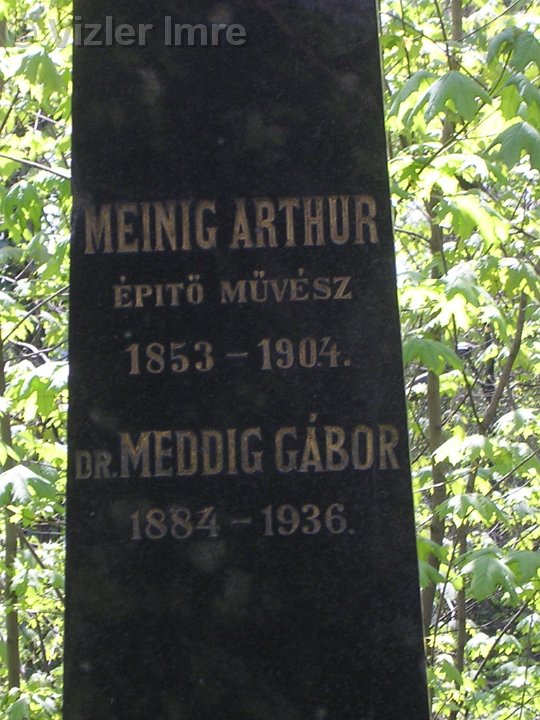 © Vizler Imre
MEINIG ARTHUR
ÉPITŐ MŰVÉSZ
1853 – 1904.
DR. MEDDIG GÁBOR
1884 – 1936.